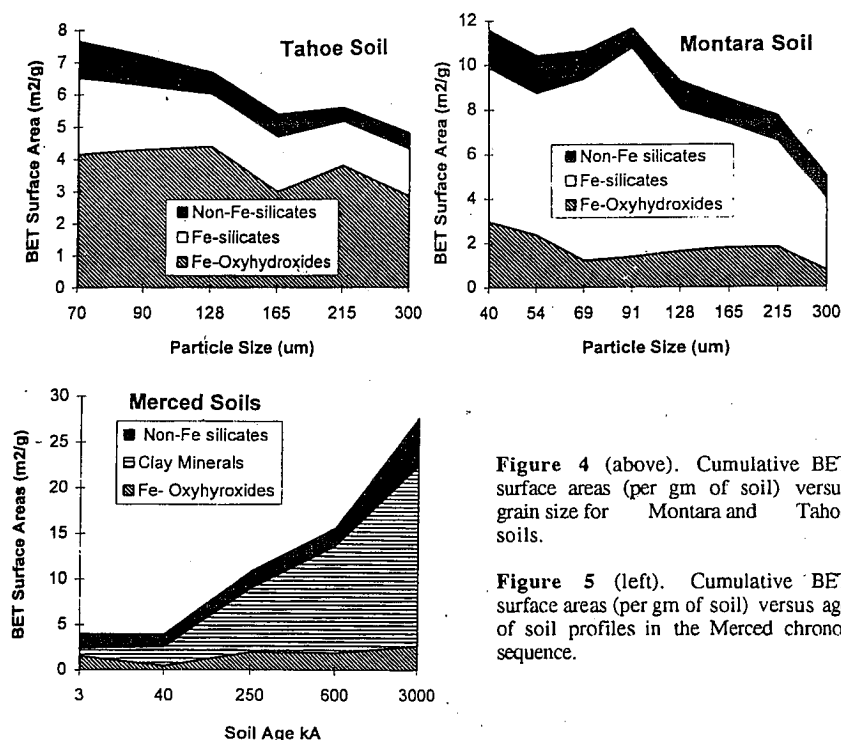 Tahoe Soil
BET Surface Area (m2/g)
8
7
6
5
4
3
2
1
0
Non-Fe-silicates
Fe-silicates
Fe-Oxyhydroxides
70 90 128 165 215 300
Particle Size (um)
Montara Soil
BET Surface Area (m2/g)
12
10
8
6
4
2
0
Non-Fe silicates
Fe-silicates
Fe-Oxyhydroxides
40 54 69 91 128 165 215 300
Particle Size (um)
Merced Soils
BET Surface Areas (m2/g)
30
25
20
15
10
5
0
Non-Fe silicates
Clay Minerals
Fe- Oxyhyroxides
3 40 250 600 3000
Soil Age kA
Figure 4 (above). Cumulative BE
surface areas (per gm of soil) versu
grain size for Montara and Taho
soils.
Figure 5 (left). Cumulative BE
surface areas (per gm of soil) versus ag
of soil profiles in the Merced chrono
sequence.